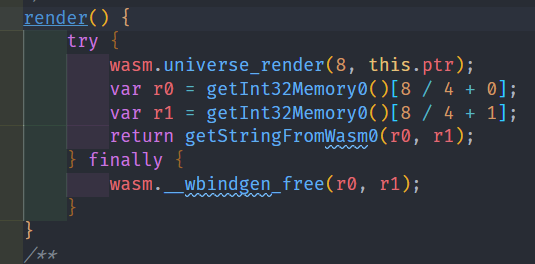 render() {
try {
wasm.universe_render(8, this.ptr);
var r0 = getInt32Memory0()[8 / 4 + 0];
var r1 = getInt32Memory0()[8 / 4 + 1];
return getStringFromWasm0(r0, r1);
} finally {
wasm.__wbindgen_free(r0, r1);
}
}
/**